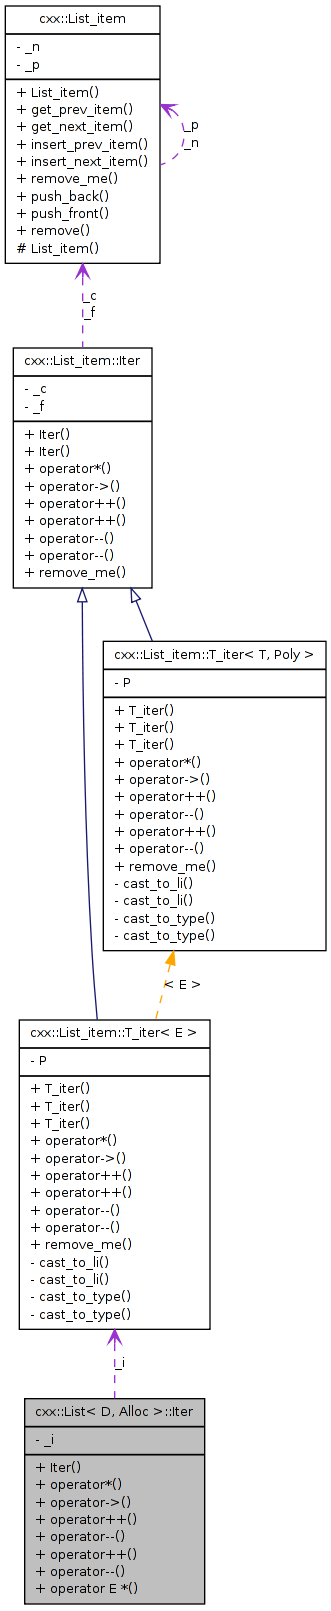 cxx::List_item
- _n
- _p
+ List_item()
+ get_prev_item()
+ get_next_item()
+ insert_prev_item()
+ insert_next_item()
+ remove_me()
+ push_back()
+ push_front()
+ remove()
# List_item()
_p
_n
_c
_f
cxx::List_item::Iter
- _c
- _f
+ Iter()
+ Iter()
+ operator*()
+ operator->()
+ operator++()
+ operator++()
+ operator--()
+ operator--()
+ remove_me()
cxx::List_item::T_iter< T, Poly >
- P
+ T_iter()
+ T_iter()
+ T_iter()
+ operator*()
+ operator->()
+ operator++()
+ operator--()
+ operator++()
+ operator--()
+ remove_me()
- cast_to_li()
- cast_to_li()
- cast_to_type()
- cast_to_type()
< E >
cxx::List_item::T_iter< E >
- P
+ T_iter()
+ T_iter()
+ T_iter()
+ operator*()
+ operator->()
+ operator++()
+ operator++()
+ operator--()
+ operator--()
+ remove_me()
- cast_to_li()
- cast_to_li()
- cast_to_type()
- cast_to_type()
_i
cxx::List< D, Alloc >::Iter
- _i
+ Iter()
+ operator*()
+ operator->()
+ operator++()
+ operator--()
+ operator++()
+ operator--()
+ operator E *()